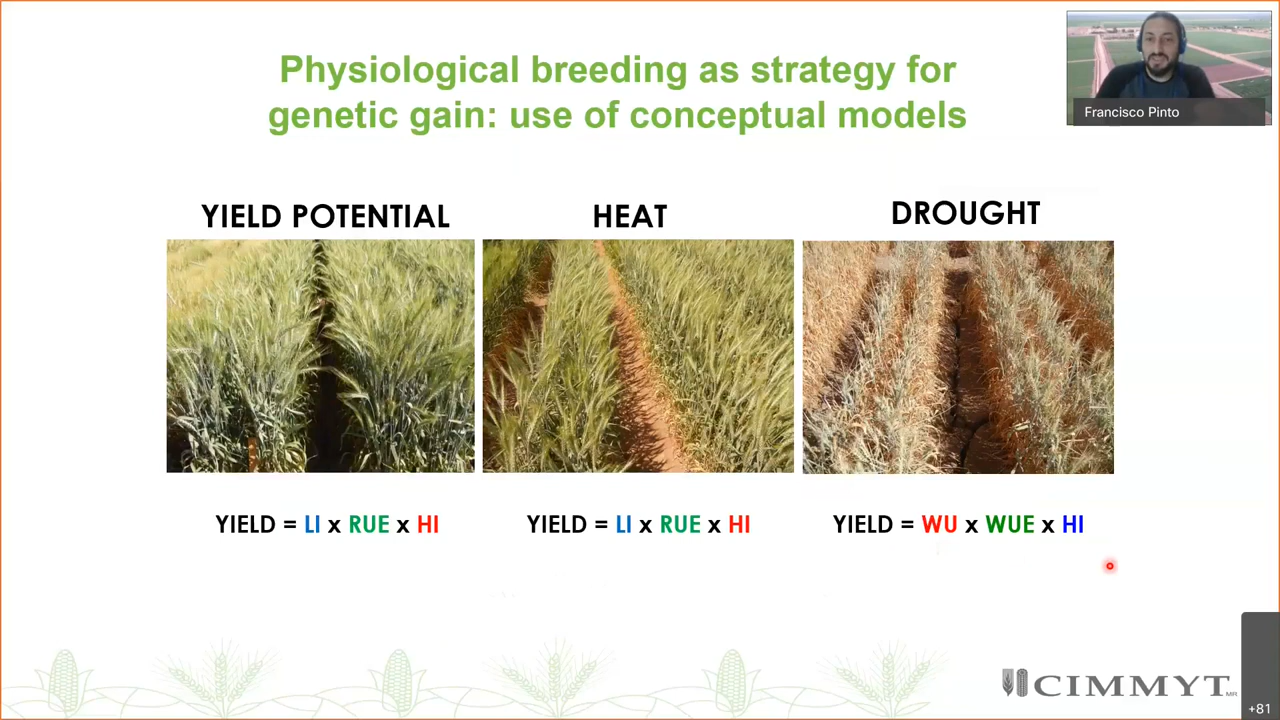 Physiological breeding as strategy for
genetic gain: use of conceptual models
Francisco Pinto
YIELD POTENTIAL
HEAT
DROUGHT
YIELD = LI x RUE x HI
YIELD = LI x RUE x HI
YIELD = WU x WUE x HI
CIMMYT
MR
+81